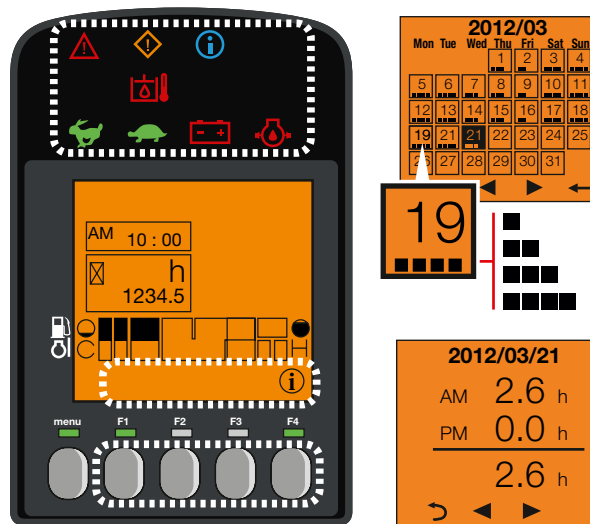 AM 10 : 00
h
1234.5
C H
i
menu F1 F2 F3 F4
2012/03
Mon Tue Wed Thu Fri Sat Sun
1 2 3 4
5 6 7 8 9 10 11
12 13 14 15 16 17 18
19 21 21 22 23 24 25
26 27 28 29 30 31
19
2012/03/21
AM 2.6 h
PM 0.0 h
2.6 h